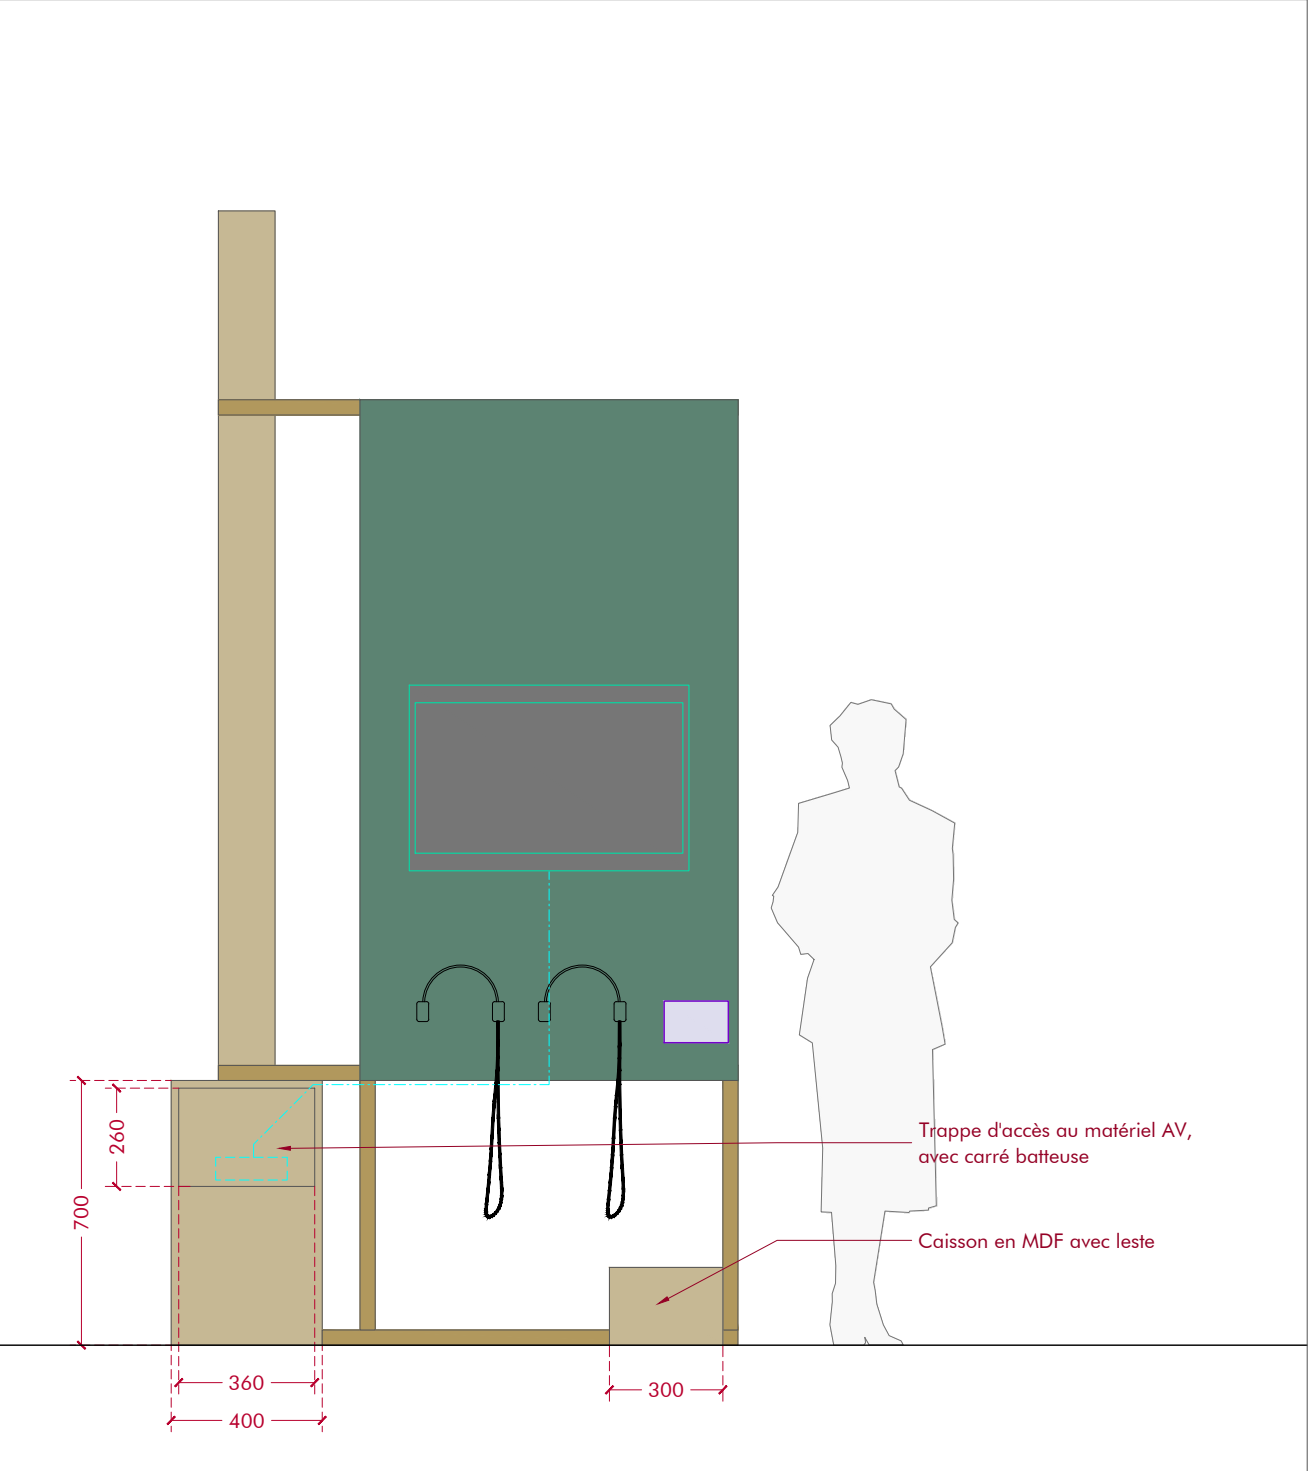 260
700
Trappe d'accès au matériel AV,
avec carré batteuse
Caisson en MDF avec leste
360
300
400